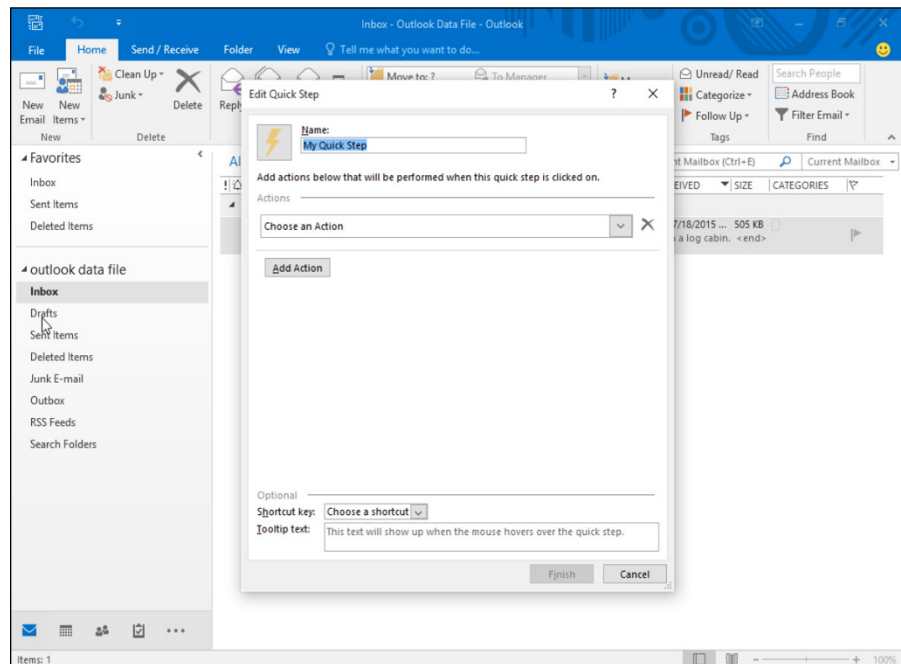 Inbox - Outlook Data File - Outlook
File Home Send / Receive Folder View Tell me what you want to do...
New Email
New Items
Clean Up
Junk
Delete
Move to: ?
To Manager
Unread/ Read
Categorize
Follow Up
Search People
Address Book
Filter Email
New
Delete
Tags
Find
Favorites
Inbox
Sent Items
Deleted Items
outlook data file
Inbox
Drafts
Sent Items
Deleted Items
Junk E-mail
Outbox
RSS Feeds
Search Folders
Edit Quick Step ?
Name:
My Quick Step
Add actions below that will be performed when this quick step is clicked on.
Actions
Choose an Action
Add Action
Optional
Shortcut key: Choose a shortcut
Tooltip text: This text will show up when the mouse hovers over the quick step.
Finish Cancel
Mailbox (Ctrl+E) Current Mailbox
SIZE CATEGORIES
7/18/2015 ... 505 KB
a log cabin. <end>
Items: 1
100%